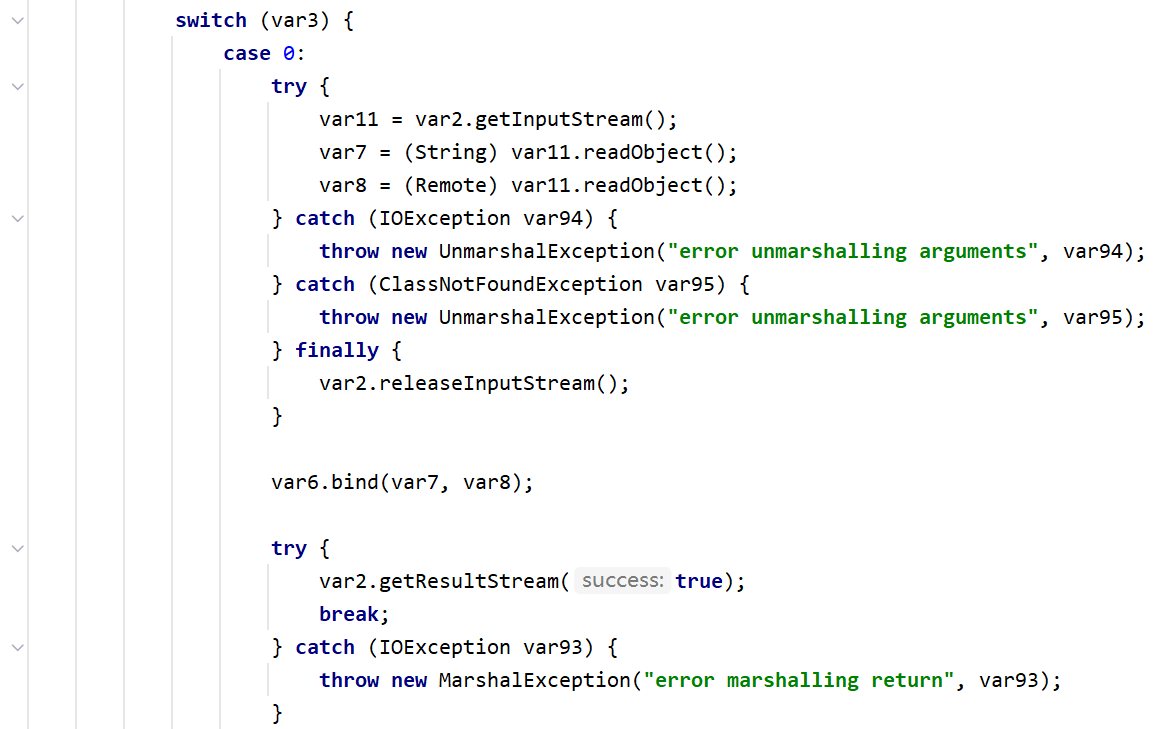 switch (var3) {
case 0:
try {
var11 = var2.getInputStream();
var7 = (String) var11.readObject();
var8 = (Remote) var11.readObject();
} catch (IOException var94) {
throw new UnmarshalException("error unmarshalling arguments", var94);
} catch (ClassNotFoundException var95) {
throw new UnmarshalException("error unmarshalling arguments", var95);
} finally {
var2.releaseInputStream();
}
var6.bind(var7, var8);
try {
var2.getResultStream( success: true);
break;
} catch (IOException var93) {
throw new MarshalException("error marshalling return", var93);
}